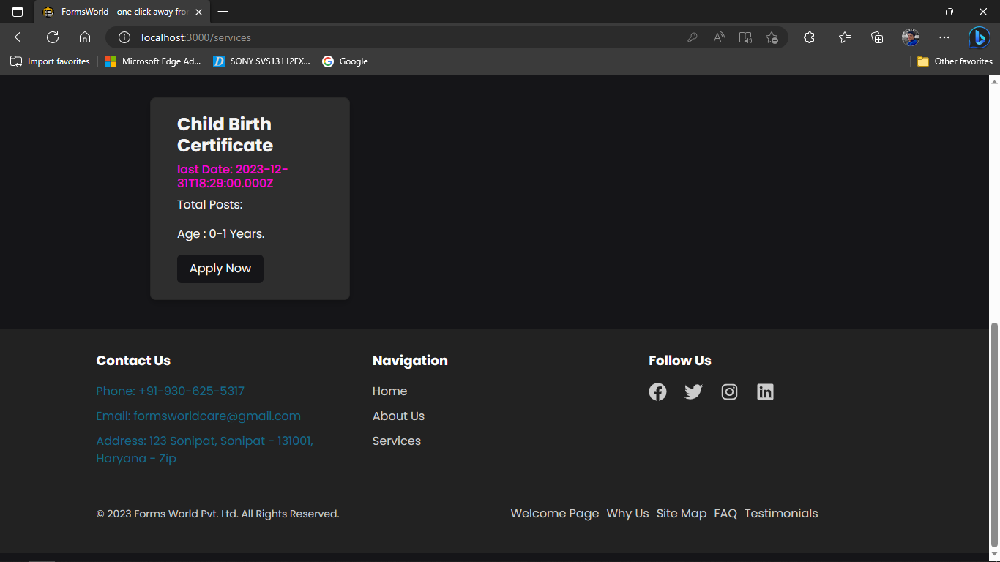 FormsWorld - one click away fro
localhost:3000/services
Import favorites
Microsoft Edge Ad...
SONY SVS13112FX...
Google
Other favorites
Child Birth
Certificate
last Date: 2023-12-
31T18:29:00.000Z
Total Posts:
Age : 0-1 Years.
Apply Now
Contact Us
Navigation
Follow Us
Phone: +91-930-625-5317
Home
Email: formsworldcare@gmail.com
About Us
Address: 123 Sonipat, Sonipat - 131001,
Services
Haryana - Zip
© 2023 Forms World Pvt. Ltd. All Rights Reserved.
Welcome Page Why Us Site Map FAQ Testimonials